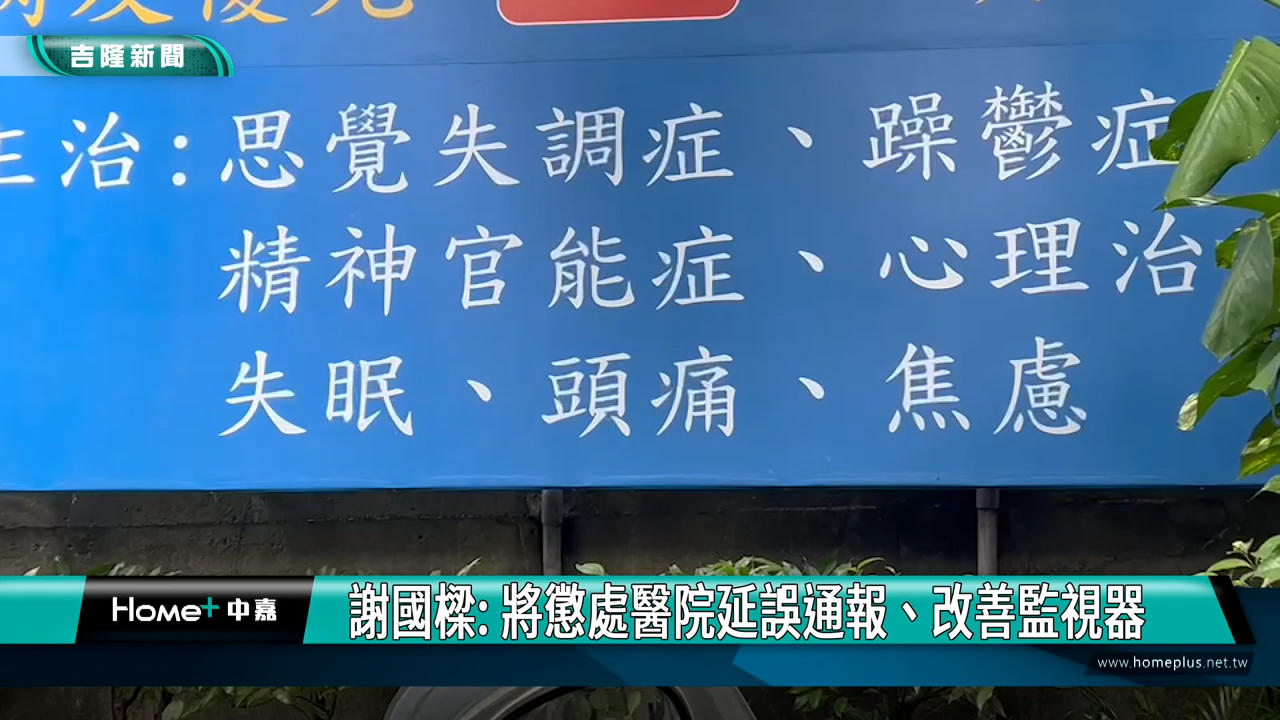 吉隆新聞
主治:思覺失調症、躁鬱症
精神官能症、心理治
失眠、頭痛、焦慮
Home+中嘉
謝國樑:將懲處醫院延誤通報、改善監視器
www.homeplus.net.tw